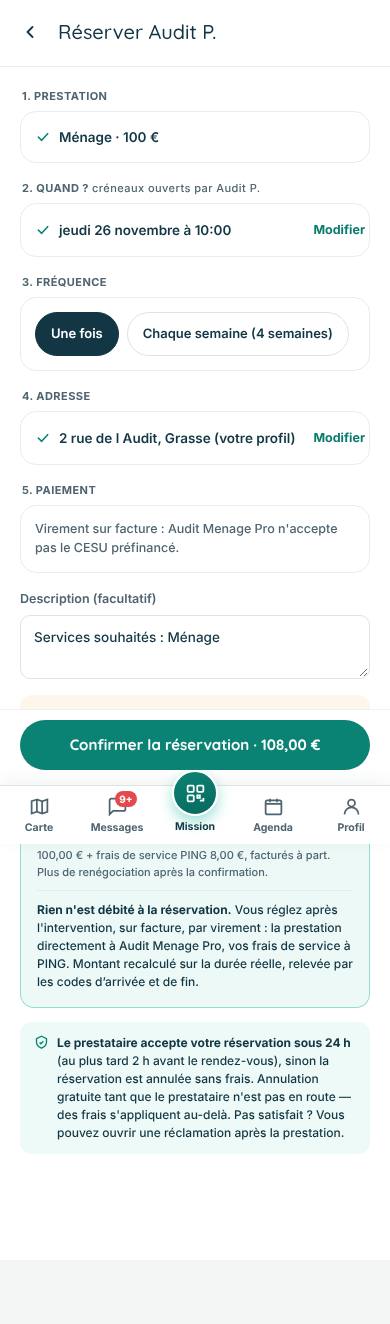 Réserver Audit P.
1. PRESTATION
Ménage · 100 €
2. QUAND ? créneaux ouverts par Audit P.
jeudi 26 novembre à 10:00
Modifier
3. FRÉQUENCE
Une fois
Chaque semaine (4 semaines)
4. ADRESSE
2 rue de l Audit, Grasse (votre profil)
Modifier
5. PAIEMENT
Virement sur facture : Audit Menage Pro n'accepte
pas le CESU préfinancé.
Description (facultatif)
Services souhaités : Ménage
Confirmer la réservation · 108,00 €
9+
Carte
Messages
Mission
Agenda
Profil
100,00 € + frais de service PING 8,00 €, facturés à part.
Plus de renégociation après la confirmation.
Rien n'est débité à la réservation. Vous réglez après
l'intervention, sur facture, par virement : la prestation
directement à Audit Menage Pro, vos frais de service à
PING. Montant recalculé sur la durée réelle, relevée par
les codes d'arrivée et de fin.
Le prestataire accepte votre réservation sous 24 h
(au plus tard 2 h avant le rendez-vous), sinon la
réservation est annulée sans frais. Annulation
gratuite tant que le prestataire n'est pas en route —
des frais s'appliquent au-delà. Pas satisfait ? Vous
pouvez ouvrir une réclamation après la prestation.